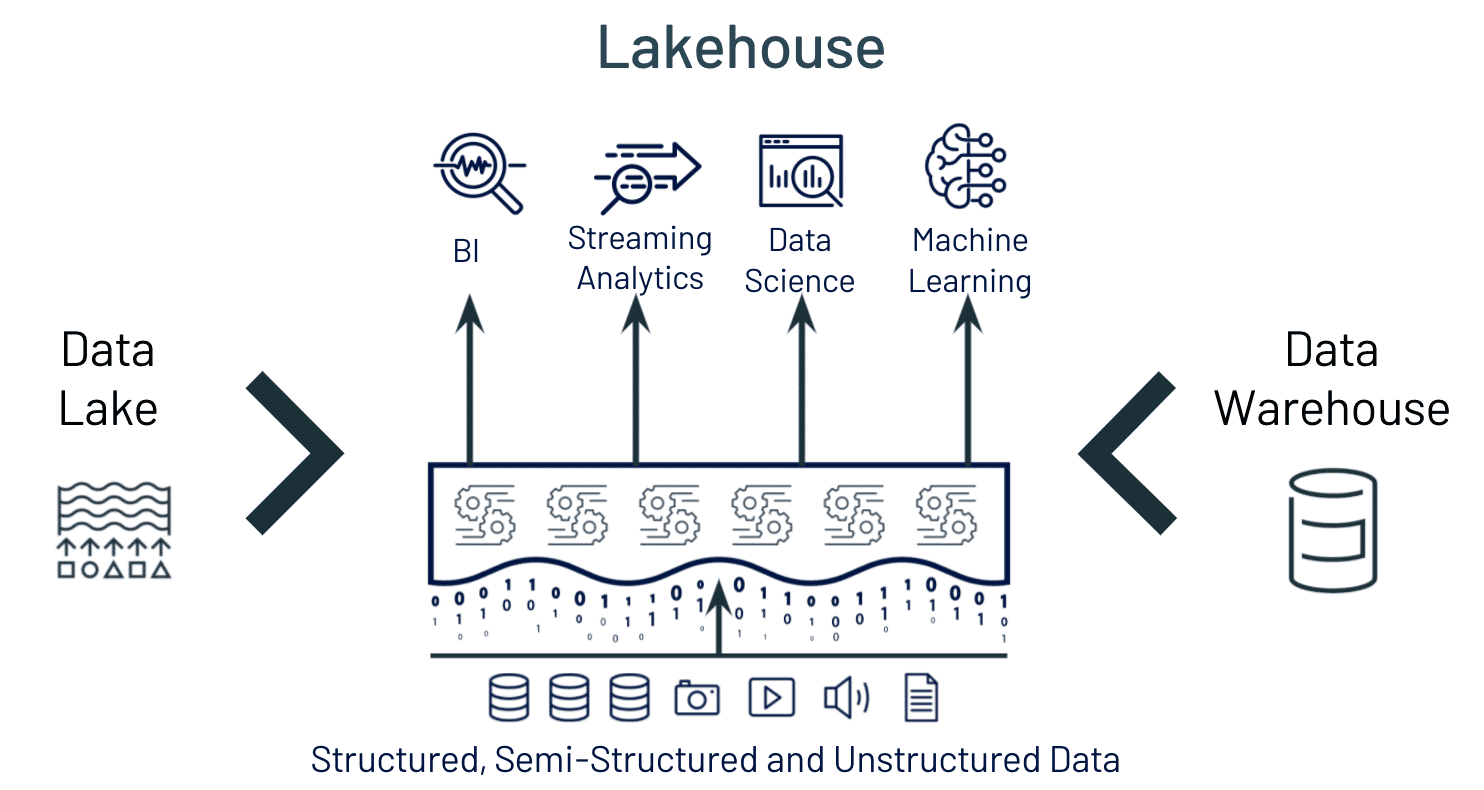 Lakehouse
BI
Streaming
Analytics
Data
Science
Machine
Learning
Data
Lake
Data
Warehouse
Structured, Semi-Structured and Unstructured Data